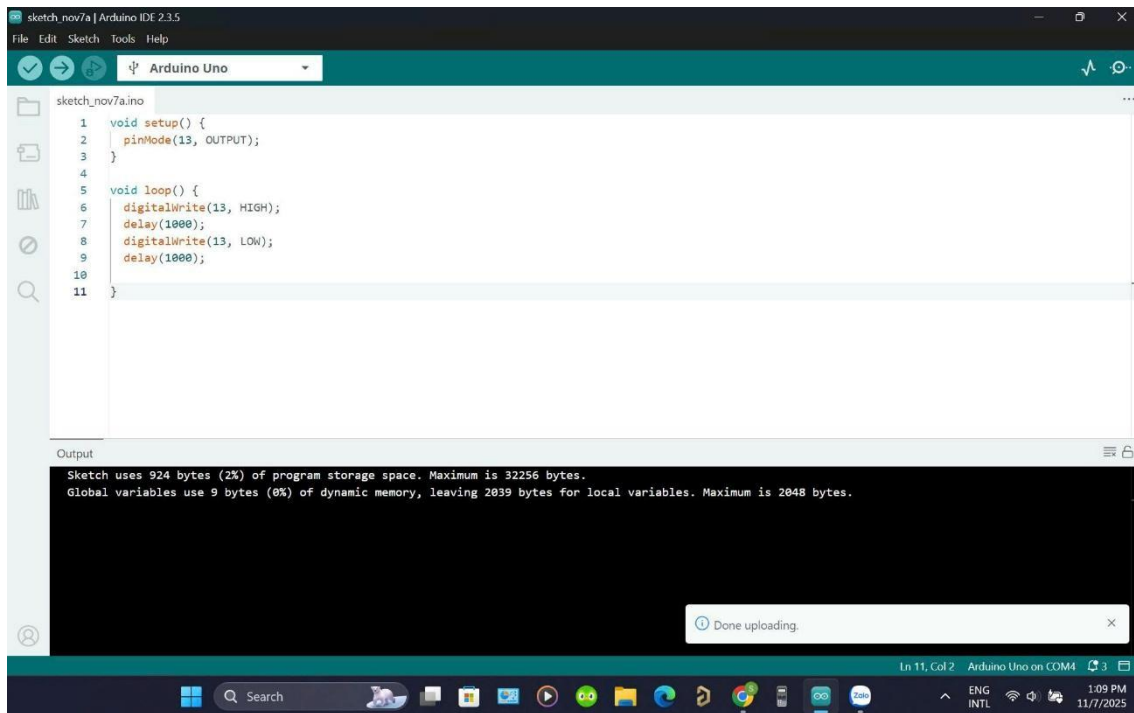 sketch_nov7a | Arduino IDE 2.3.5
File Edit Sketch Tools Help
Arduino Uno
sketch_nov7a.ino
1 void setup() {
2 pinMode(13, OUTPUT);
3 }
4
5 void loop() {
6 digitalWrite(13, HIGH);
7 delay(1000);
8 digitalWrite(13, LOW);
9 delay(1000);
10
11 }
Output
Sketch uses 924 bytes (2%) of program storage space. Maximum is 32256 bytes.
Global variables use 9 bytes (0%) of dynamic memory, leaving 2039 bytes for local variables. Maximum is 2048 bytes.
Done uploading.
Ln 11, Col 2 Arduino Uno on COM4 3
Search
Zalo
ENG
INTL
1:09 PM
11/7/2025